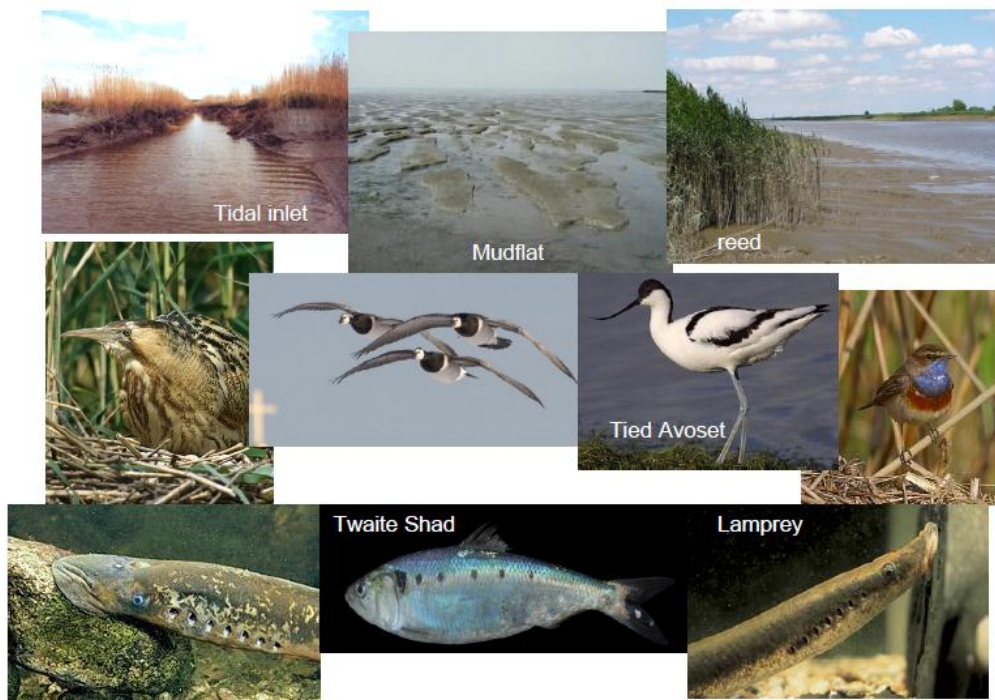 Tidal inlet
Mudflat
reed
Tied Avoset
Twaite Shad
Lamprey